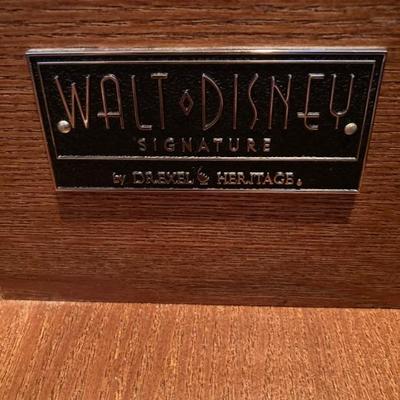 WALT DISNEY
SIGNATURE
by DREXEL HERITAGE